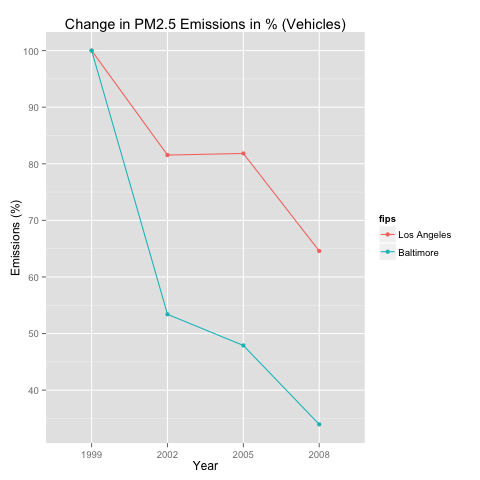 Change in PM2.5 Emissions in % (Vehicles)
100
90
80
70
60
50
40
Emissions (%)
1999 2002 2005 2008
Year
fips
Los Angeles
Baltimore